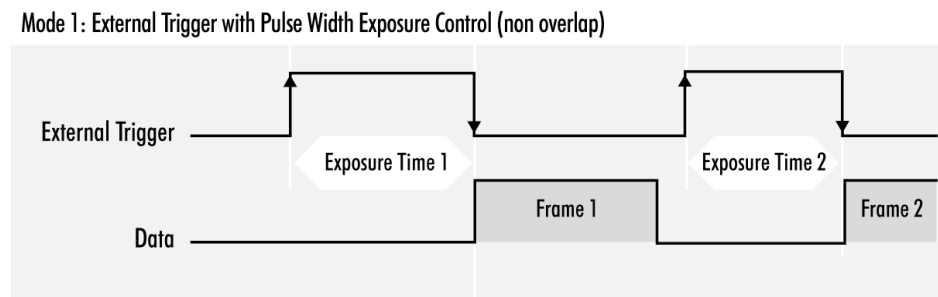 Mode 1: External Trigger with Pulse Width Exposure Control (non overlap)
External Trigger
Exposure Time 1
Exposure Time 2
Data
Frame 1
Frame 2